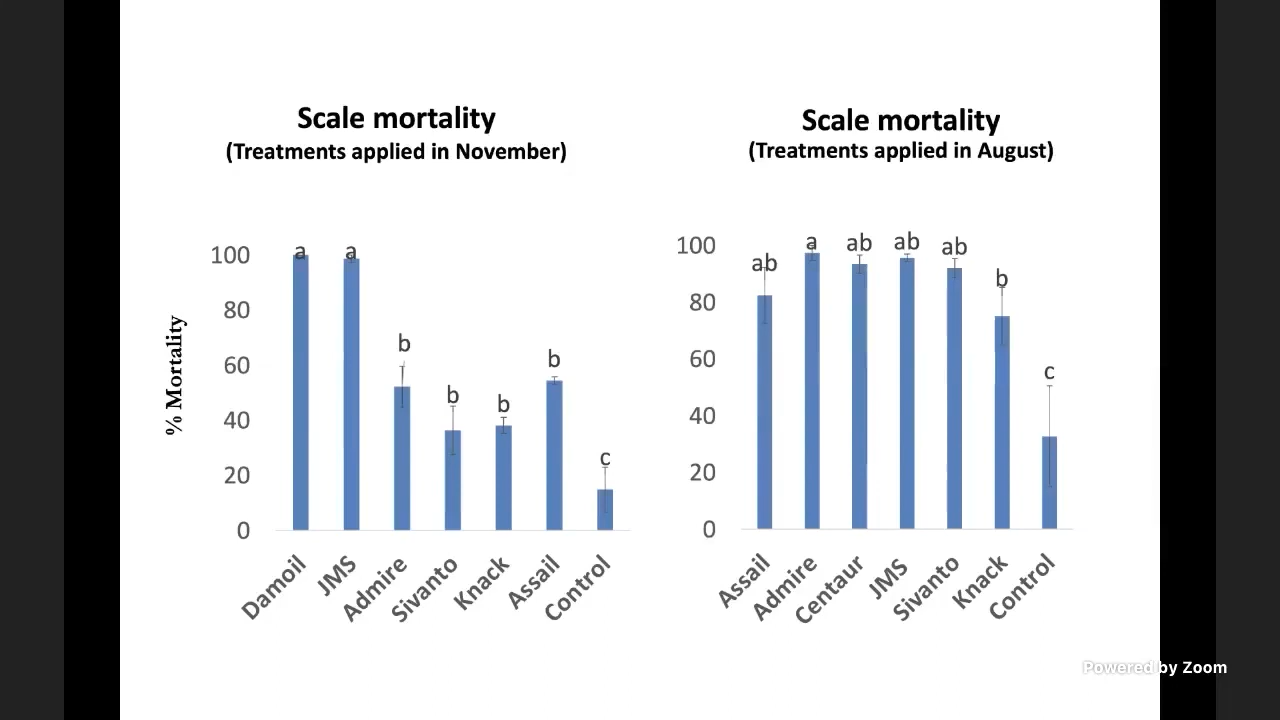 Scale mortality
(Treatments applied in November)
% Mortality
100
80
60
40
20
0
a
a
b
b
b
b
c
Damoil
JMS
Admire
Sivanto
Knack
Assail
Control
Scale mortality
(Treatments applied in August)
100
80
60
40
20
0
ab
a
ab
ab
ab
b
c
Assail
Admire
Centaur
JMS
Sivanto
Knack
Control
Powered by Zoom